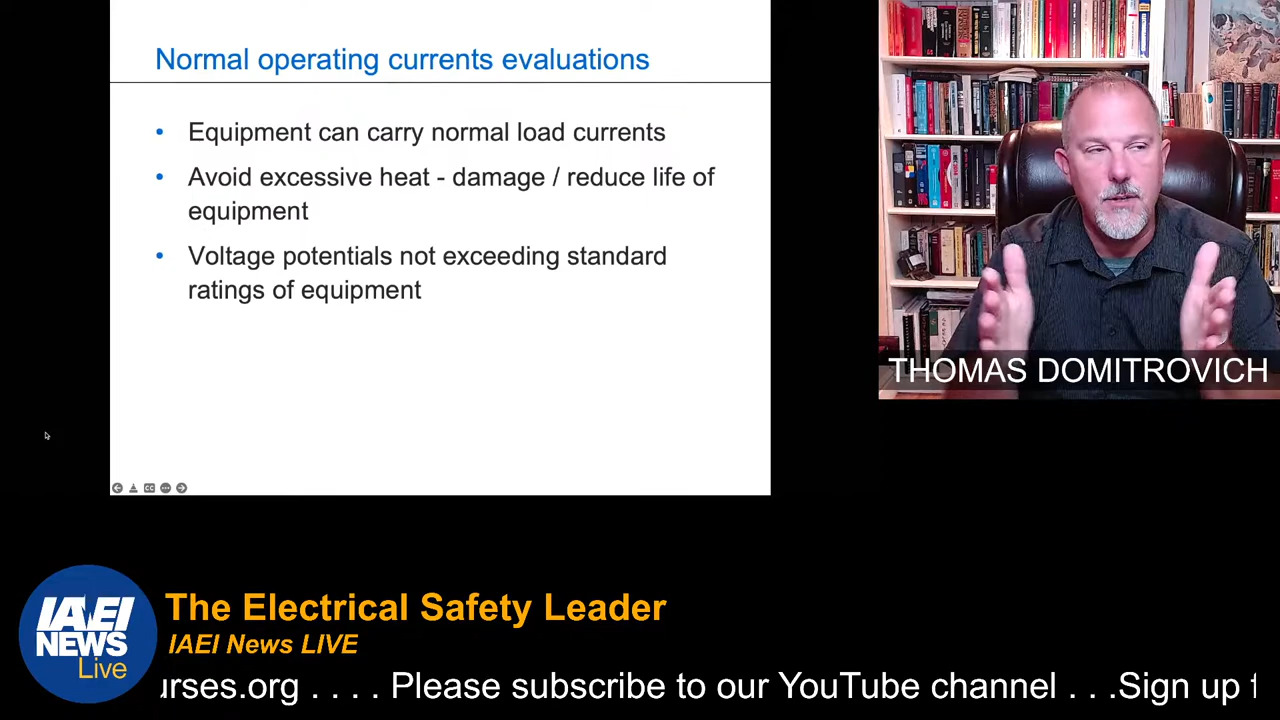 Normal operating currents evaluations
• Equipment can carry normal load currents
• Avoid excessive heat - damage / reduce life of
equipment
• Voltage potentials not exceeding standard
ratings of equipment
THOMAS DOMITROVICH
IAEI
NEWS
Live
The Electrical Safety Leader
IAEI News LIVE
urses.org . . . . Please subscribe to our YouTube channel . . .Sign up